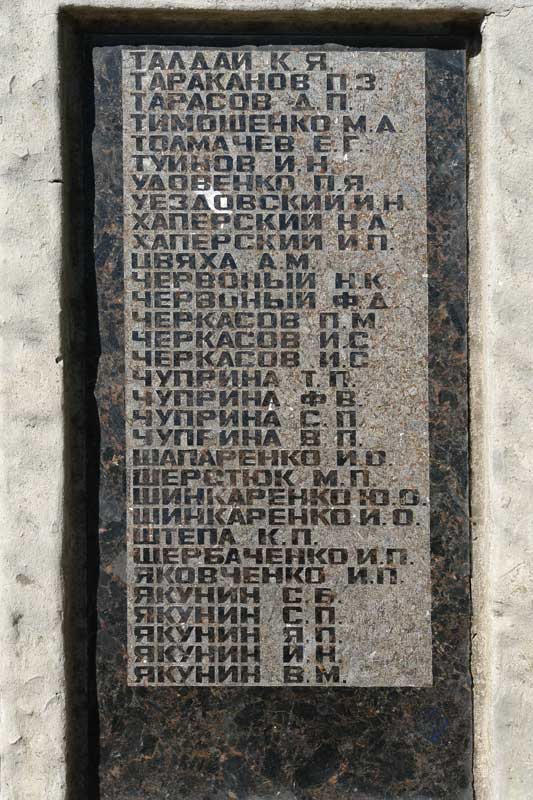 ТАЛДАЙ К.Я.
ТАРАКАНОВ П.З.
ТАРАСОВ Д.П.
ТИМОШЕНКО М.А
ТОЛМАЧЕВ Е.Г.
ТУИНОВ И.Н.
УДОВЕНКО П.Я.
УЕЗДОВСКИЙ И.Н
ХАПЕРСКИЙ Н.Д.
ХАПЕРСКИЙ И.П.
ЦВЯХА А.М.
ЧЕРВОНЫЙ Н.К.
ЧЕРВОНЫЙ Ф.Д.
ЧЕРКАСОВ П.М.
ЧЕРКАСОВ И.С
ЧЕРКАСОВ И.С
ЧУПРИНА Т.П.
ЧУПРИНА Ф.В.
ЧУПРИНА С.П
ЧУПРИНА В.П.
ШАПАРЕНКО И.О.
ШЕРСТЮК М.П.
ШИНКАРЕНКО Ю.О.
ШИНКАРЕНКО И.О.
ШТЕПА К.П.
ЩЕРБАЧЕНКО И.П.
ЯКОВЧЕНКО И.П.
ЯКУНИН С.Б.
ЯКУНИН С.П.
ЯКУНИН Я.П.
ЯКУНИН И.Н.
ЯКУНИН В.М.